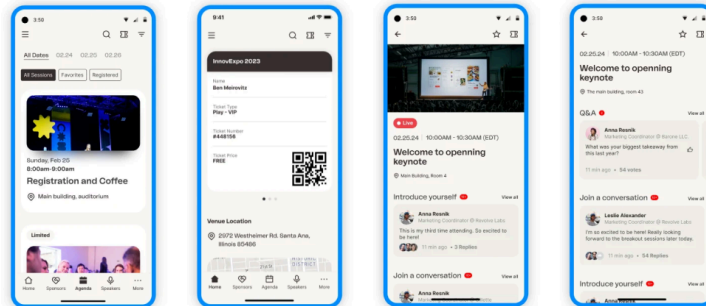 3:58
All Dates 02.24 02.25 02.26
All Sessions Favorites Registered
Sunday, Feb 25
8:00am-9:00am
Registration and Coffee
Main building, auditorium
Limited
Home Sponsors Agenda Speakers More
9:41
InnovExpo 2023
Name
Ben Meirovitz
Ticket Type
Play - VIP
Ticket Number
#448156
Ticket Price
FREE
Venue Location
2972 Westheimer Rd. Santa Ana,
Illinois 85486
Home Sponsors Agenda Speakers More
3:58
Live
02.25.24 10:00AM - 10:30AM (EDT)
Welcome to openning
keynote
Main Building, Room 4
Introduce yourself View all
Anna Resnik
Marketing Coordinator @ Revolve Labs
This is my third time attending. So excited to
be here!
11 min ago • 3 Replies
Join a conversation View all
Anna Resnik
3:58
02.25.24 10:00AM - 10:30AM (EDT)
Welcome to openning
keynote
The main building, room 43
Q&A View all
Anna Resnik
Marketing Coordinator @ Revolve LLC
What was your biggest takeaway from
this last year?
11 min ago • 54 votes
Join a conversation View all
Leslie Alexander
Marketing Coordinator @ Revolve Labs
I'm so excited to be here! Really looking
forward to the breakout sessions later today.
11 min ago • 54 Replies
Introduce yourself View all
Anna Resnik